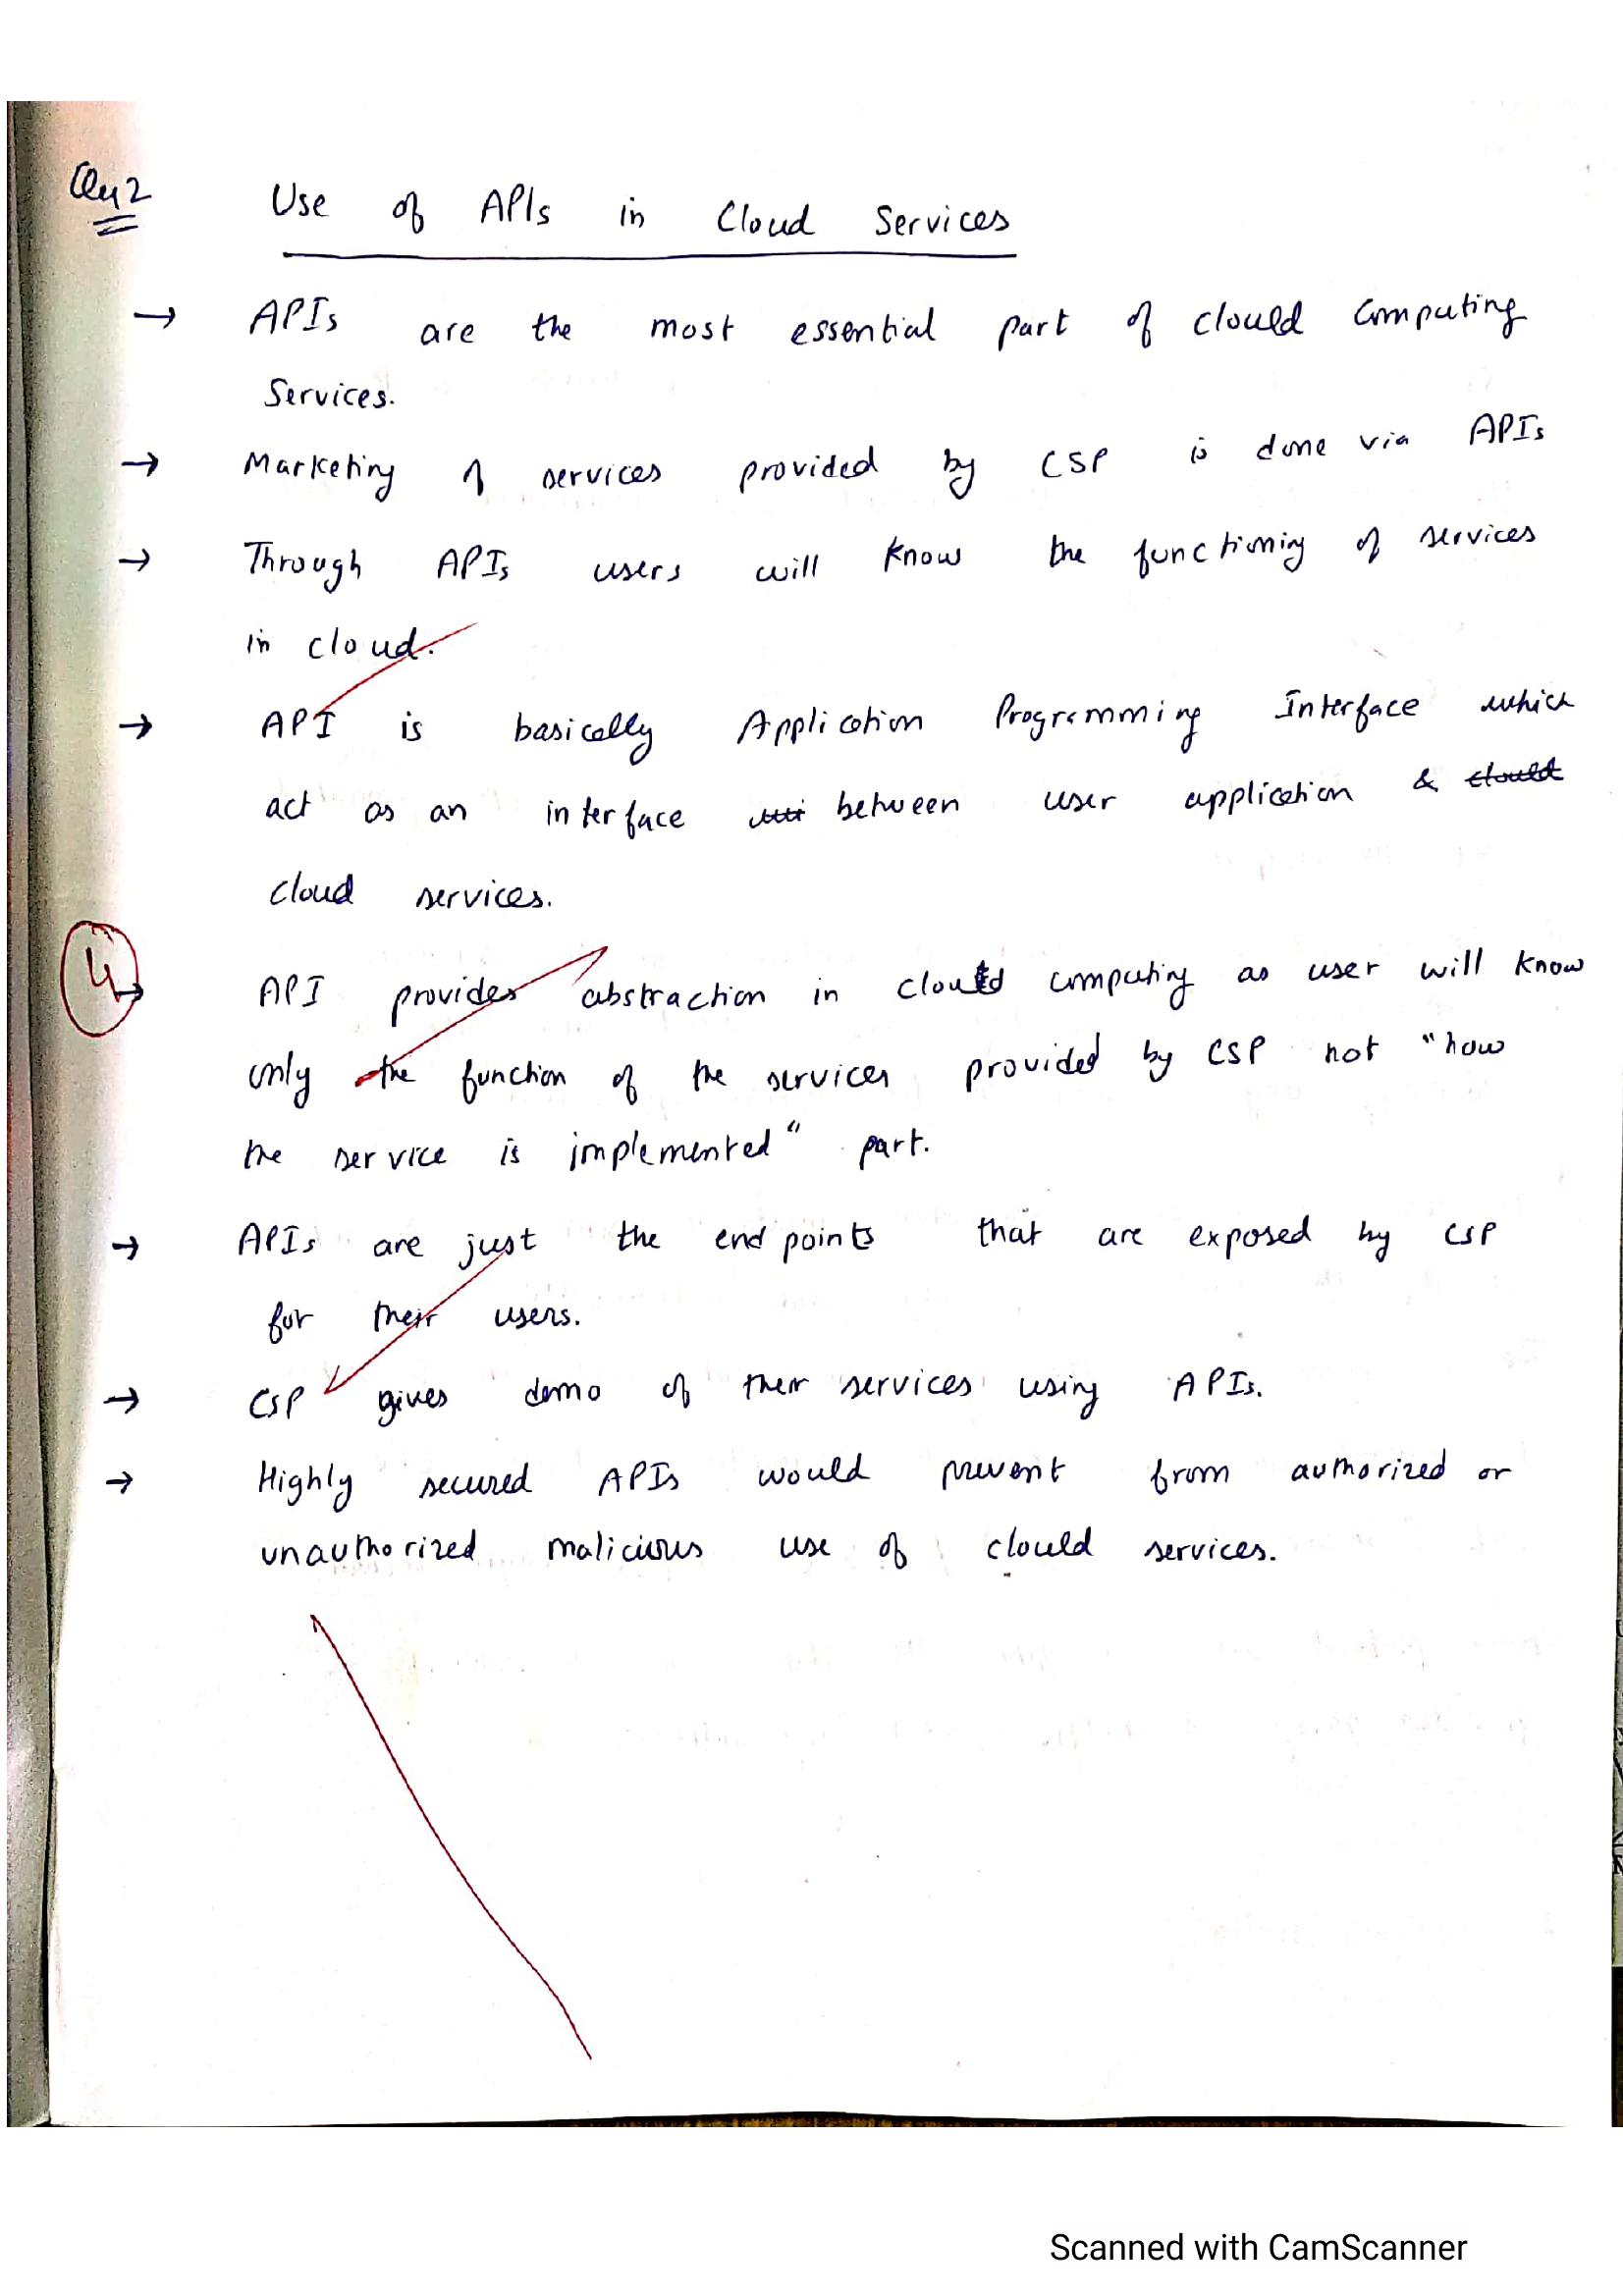 Qu 2
Use of APIs in Cloud Services
→ APIs are the most essential part of clould Computing
Services.
→ Marketing of services provided by CSP is done via APIs
→ Through APIs users will know the functioning of services
in cloud.
→ API is basically Application Programming Interface which
act as an interface between user application & clould
cloud services.
4
→ API provides abstraction in cloud computing as user will know
only the function of the services provided by CSP not "how
the service is implemented" part.
→ APIs are just the end points that are exposed by CSP
for their users.
→ CSP gives demo of their services using APIs.
→ Highly secured APIs would prevent from authorized or
unauthorized malicious use of clould services.
Scanned with CamScanner